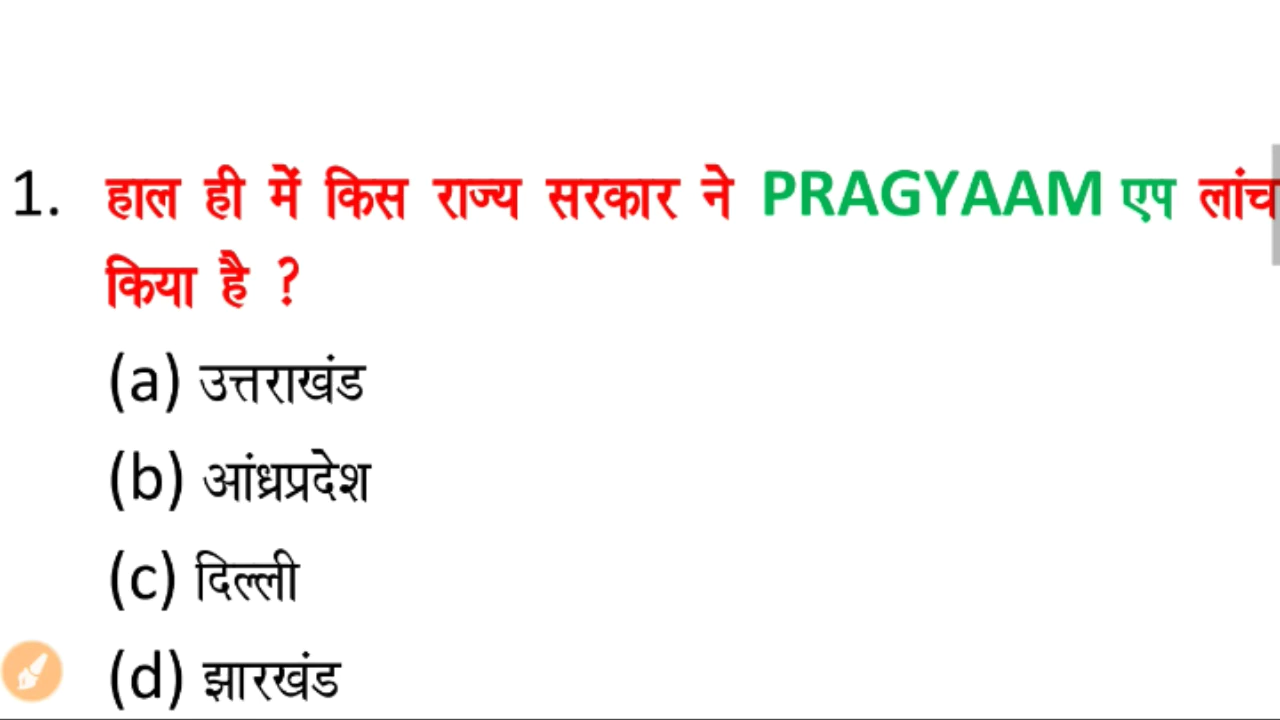 1. हाल ही में किस राज्य सरकार ने PRAGYAAM एप लांच
किया है ?
(a) उत्तराखंड
(b) आंध्रप्रदेश
(c) दिल्ली
(d) झारखंड